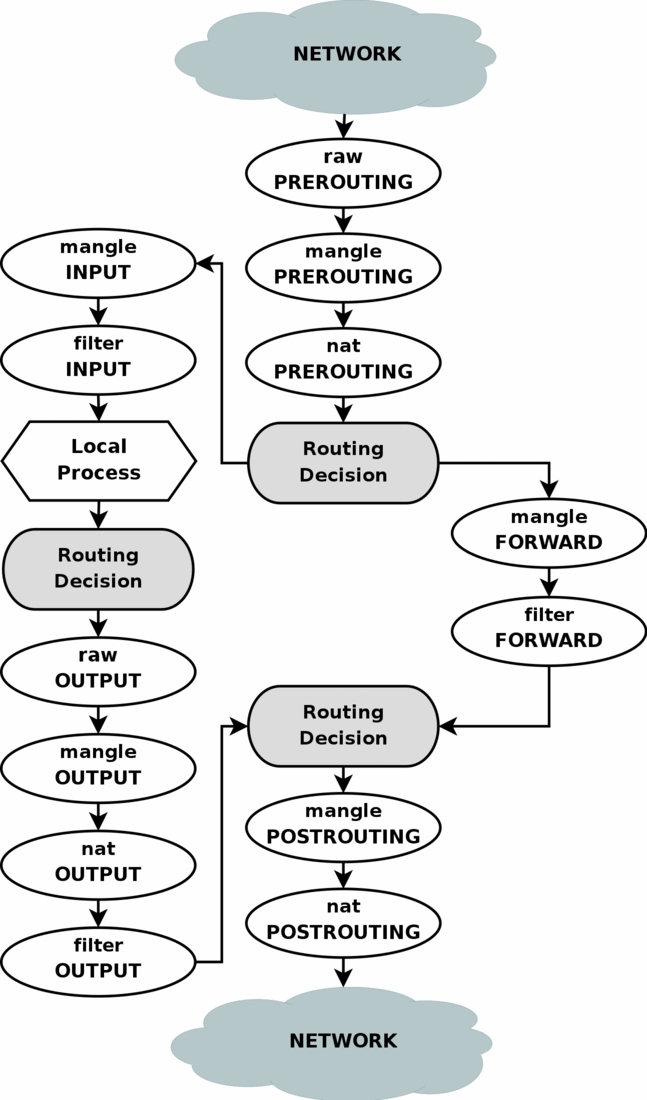 NETWORK
raw
PREROUTING
mangle
PREROUTING
nat
PREROUTING
Routing
Decision
mangle
INPUT
filter
INPUT
Local
Process
Routing
Decision
raw
OUTPUT
mangle
OUTPUT
nat
OUTPUT
filter
OUTPUT
mangle
FORWARD
filter
FORWARD
Routing
Decision
mangle
POSTROUTING
nat
POSTROUTING
NETWORK